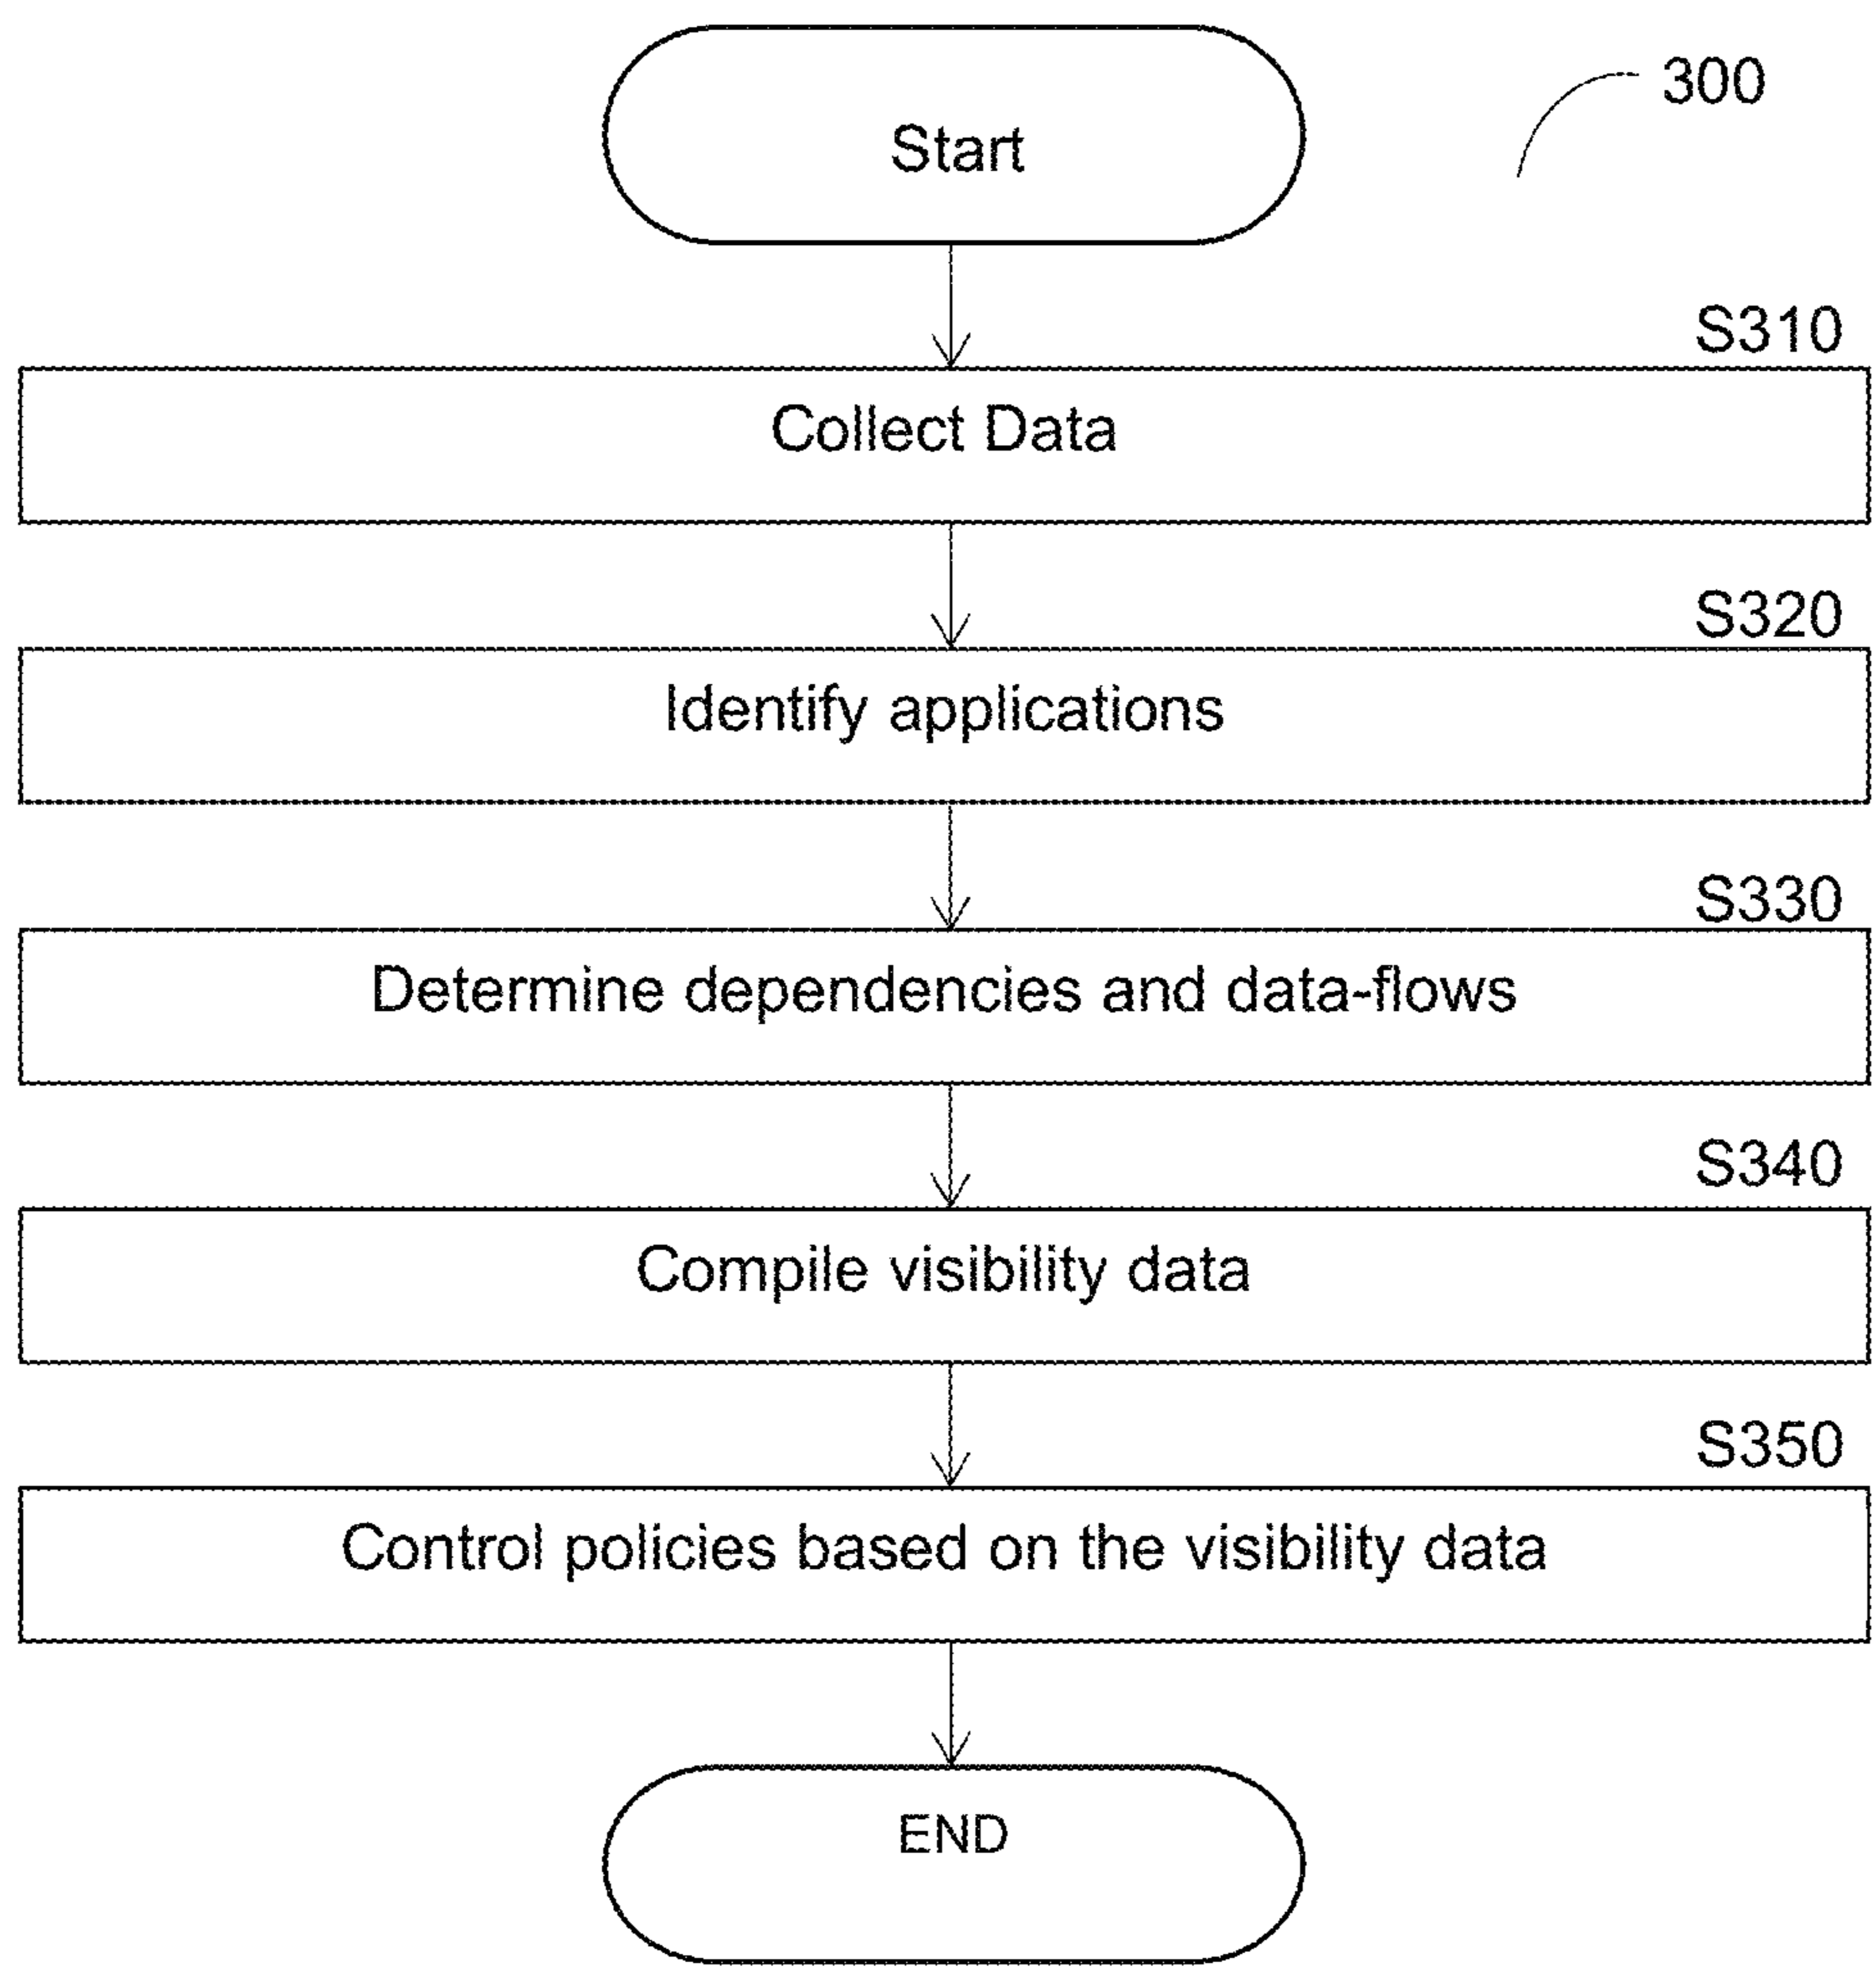 Start
300
S310
Collect Data
S320
Identify applications
S330
Determine dependencies and data-flows
S340
Compile visibility data
S350
Control policies based on the visibility data
END